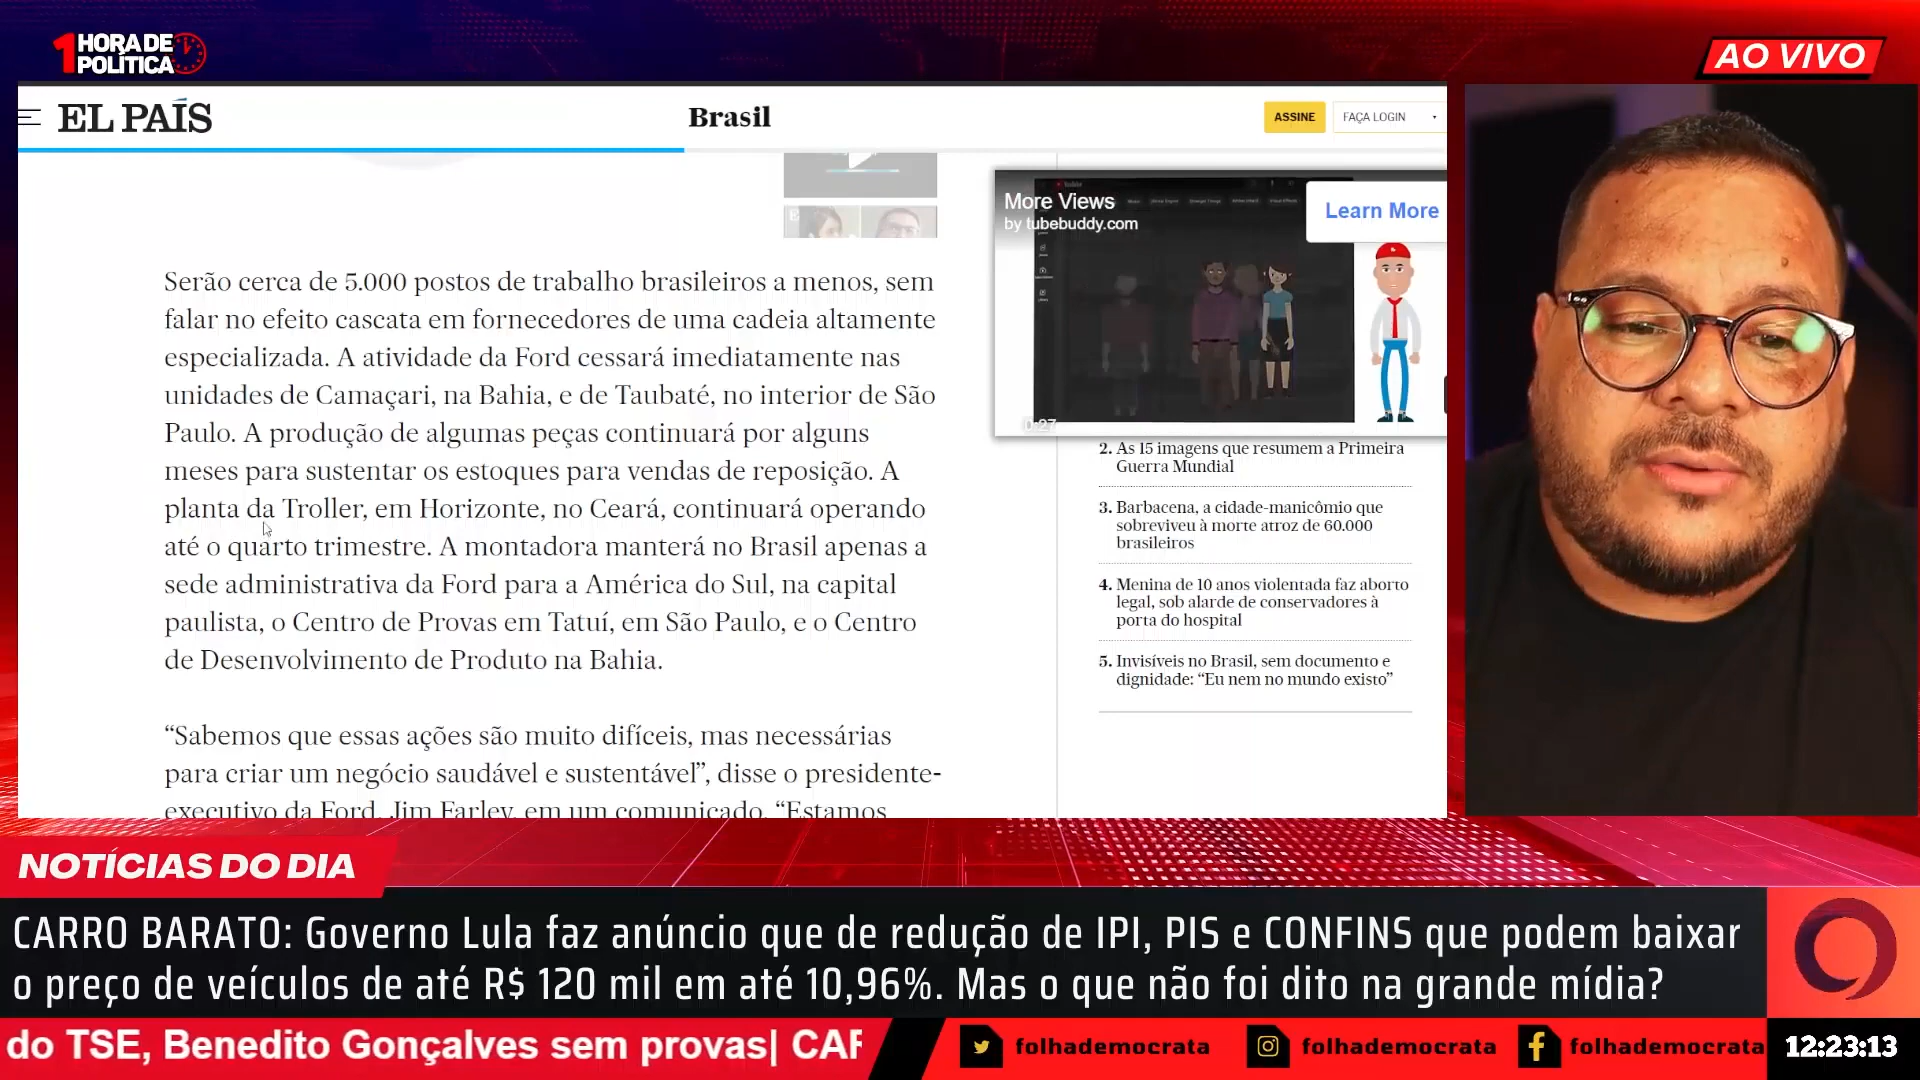 1 HORA DE POLÍTICA
AO VIVO
EL PAÍS
Brasil
ASSINE
FAÇA LOGIN
More Views
by tubebuddy.com
Learn More
0:27
Serão cerca de 5.000 postos de trabalho brasileiros a menos, sem
falar no efeito cascata em fornecedores de uma cadeia altamente
especializada. A atividade da Ford cessará imediatamente nas
unidades de Camaçari, na Bahia, e de Taubaté, no interior de São
Paulo. A produção de algumas peças continuará por alguns
meses para sustentar os estoques para vendas de reposição. A
planta da Troller, em Horizonte, no Ceará, continuará operando
até o quarto trimestre. A montadora manterá no Brasil apenas a
sede administrativa da Ford para a América do Sul, na capital
paulista, o Centro de Provas em Tatuí, em São Paulo, e o Centro
de Desenvolvimento de Produto na Bahia.
“Sabemos que essas ações são muito difíceis, mas necessárias
para criar um negócio saudável e sustentável”, disse o presidente-
executivo da Ford, Jim Farley, em um comunicado. “Estamos
2. As 15 imagens que resumem a Primeira
Guerra Mundial
3. Barbacena, a cidade-manicômio que
sobreviveu à morte atroz de 60.000
brasileiros
4. Menina de 10 anos violentada faz aborto
legal, sob alarde de conservadores à
porta do hospital
5. Invisíveis no Brasil, sem documento e
dignidade: “Eu nem no mundo existo”
NOTÍCIAS DO DIA
CARRO BARATO: Governo Lula faz anúncio que de redução de IPI, PIS e CONFINS que podem baixar
o preço de veículos de até R$ 120 mil em até 10,96%. Mas o que não foi dito na grande mídia?
do TSE, Benedito Gonçalves sem provas| CAR
folhademocrata
folhademocrata
folhademocrata
12:23:13